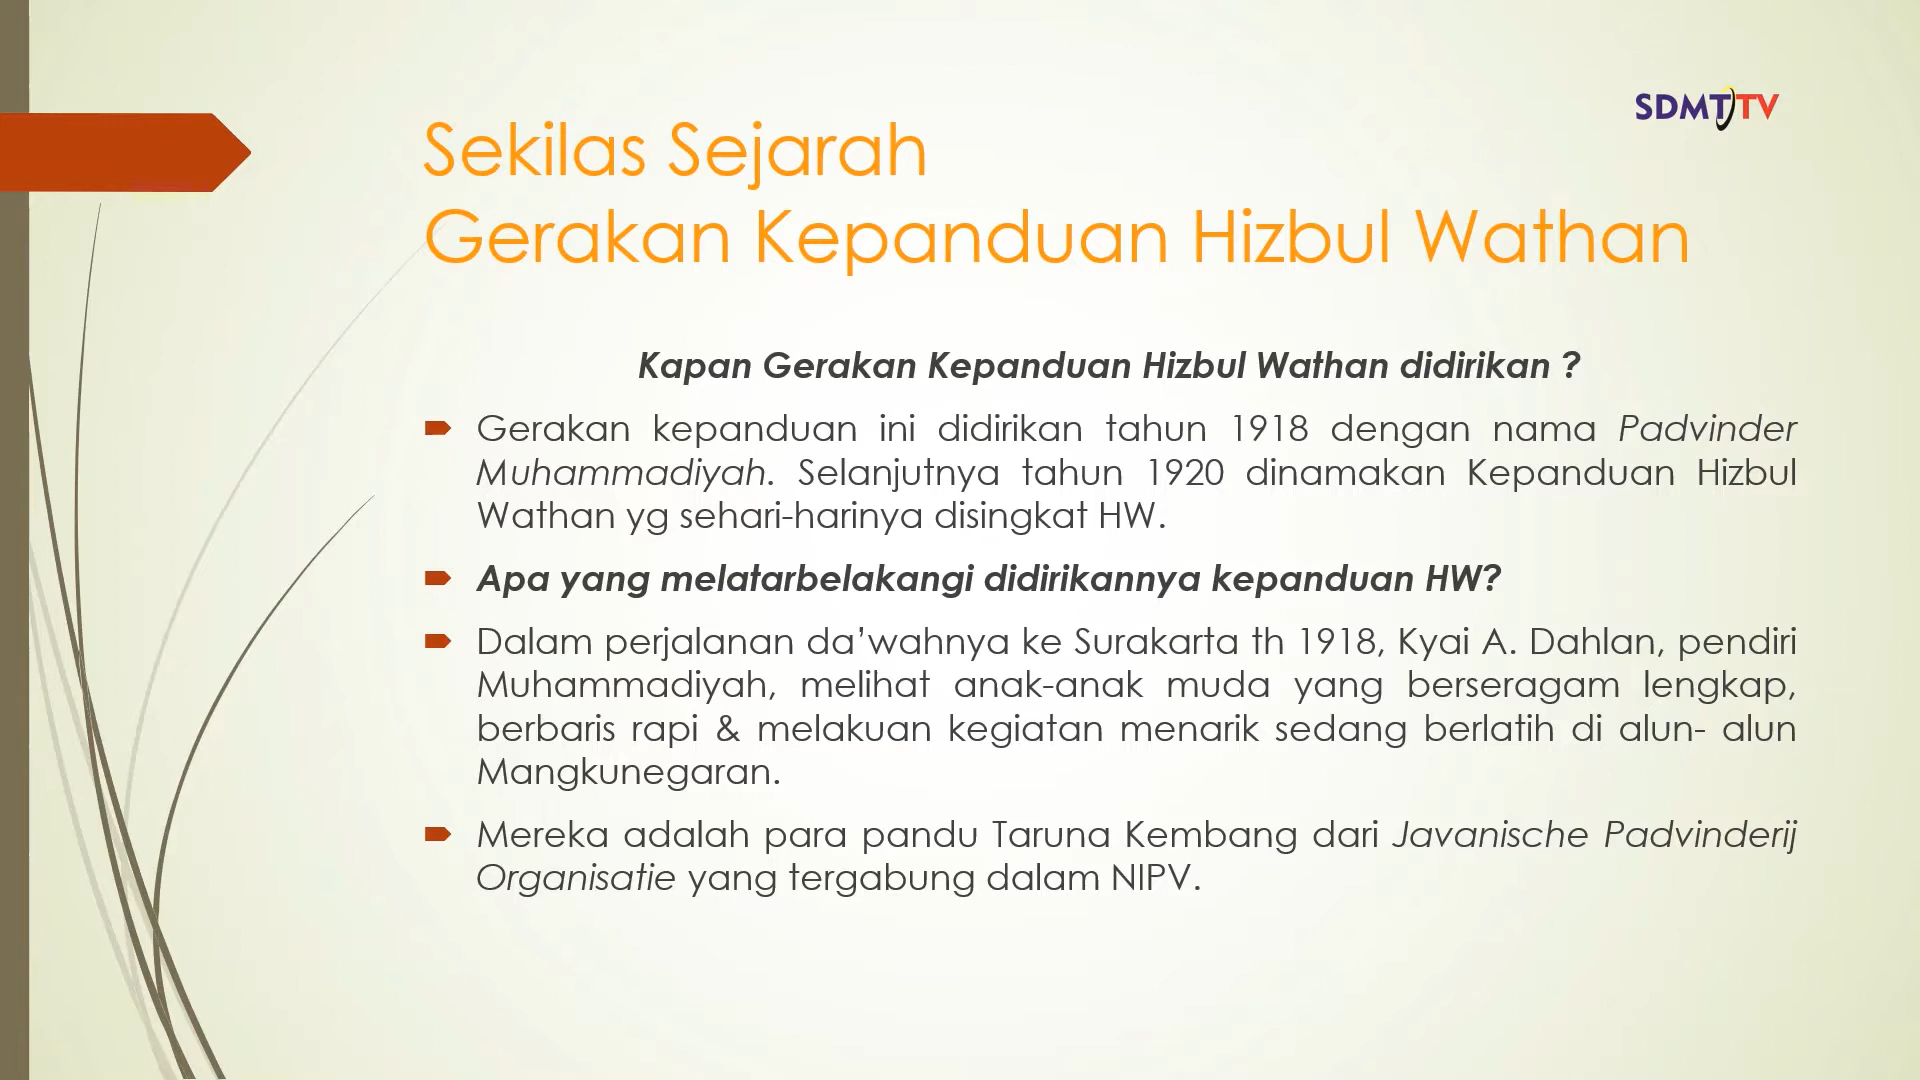 SDMT TV
Sekilas Sejarah
Gerakan Kepanduan Hizbul Wathan
Kapan Gerakan Kepanduan Hizbul Wathan didirikan ?
Gerakan kepanduan ini didirikan tahun 1918 dengan nama Padvinder
Muhammadiyah. Selanjutnya tahun 1920 dinamakan Kepanduan Hizbul
Wathan yg sehari-harinya disingkat HW.
Apa yang melatarbelakangi didirikannya kepanduan HW?
Dalam perjalanan da’wahnya ke Surakarta th 1918, Kyai A. Dahlan, pendiri
Muhammadiyah, melihat anak-anak muda yang berseragam lengkap,
berbaris rapi & melakuan kegiatan menarik sedang berlatih di alun- alun
Mangkunegaran.
Mereka adalah para pandu Taruna Kembang dari Javanische Padvinderij
Organisatie yang tergabung dalam NIPV.